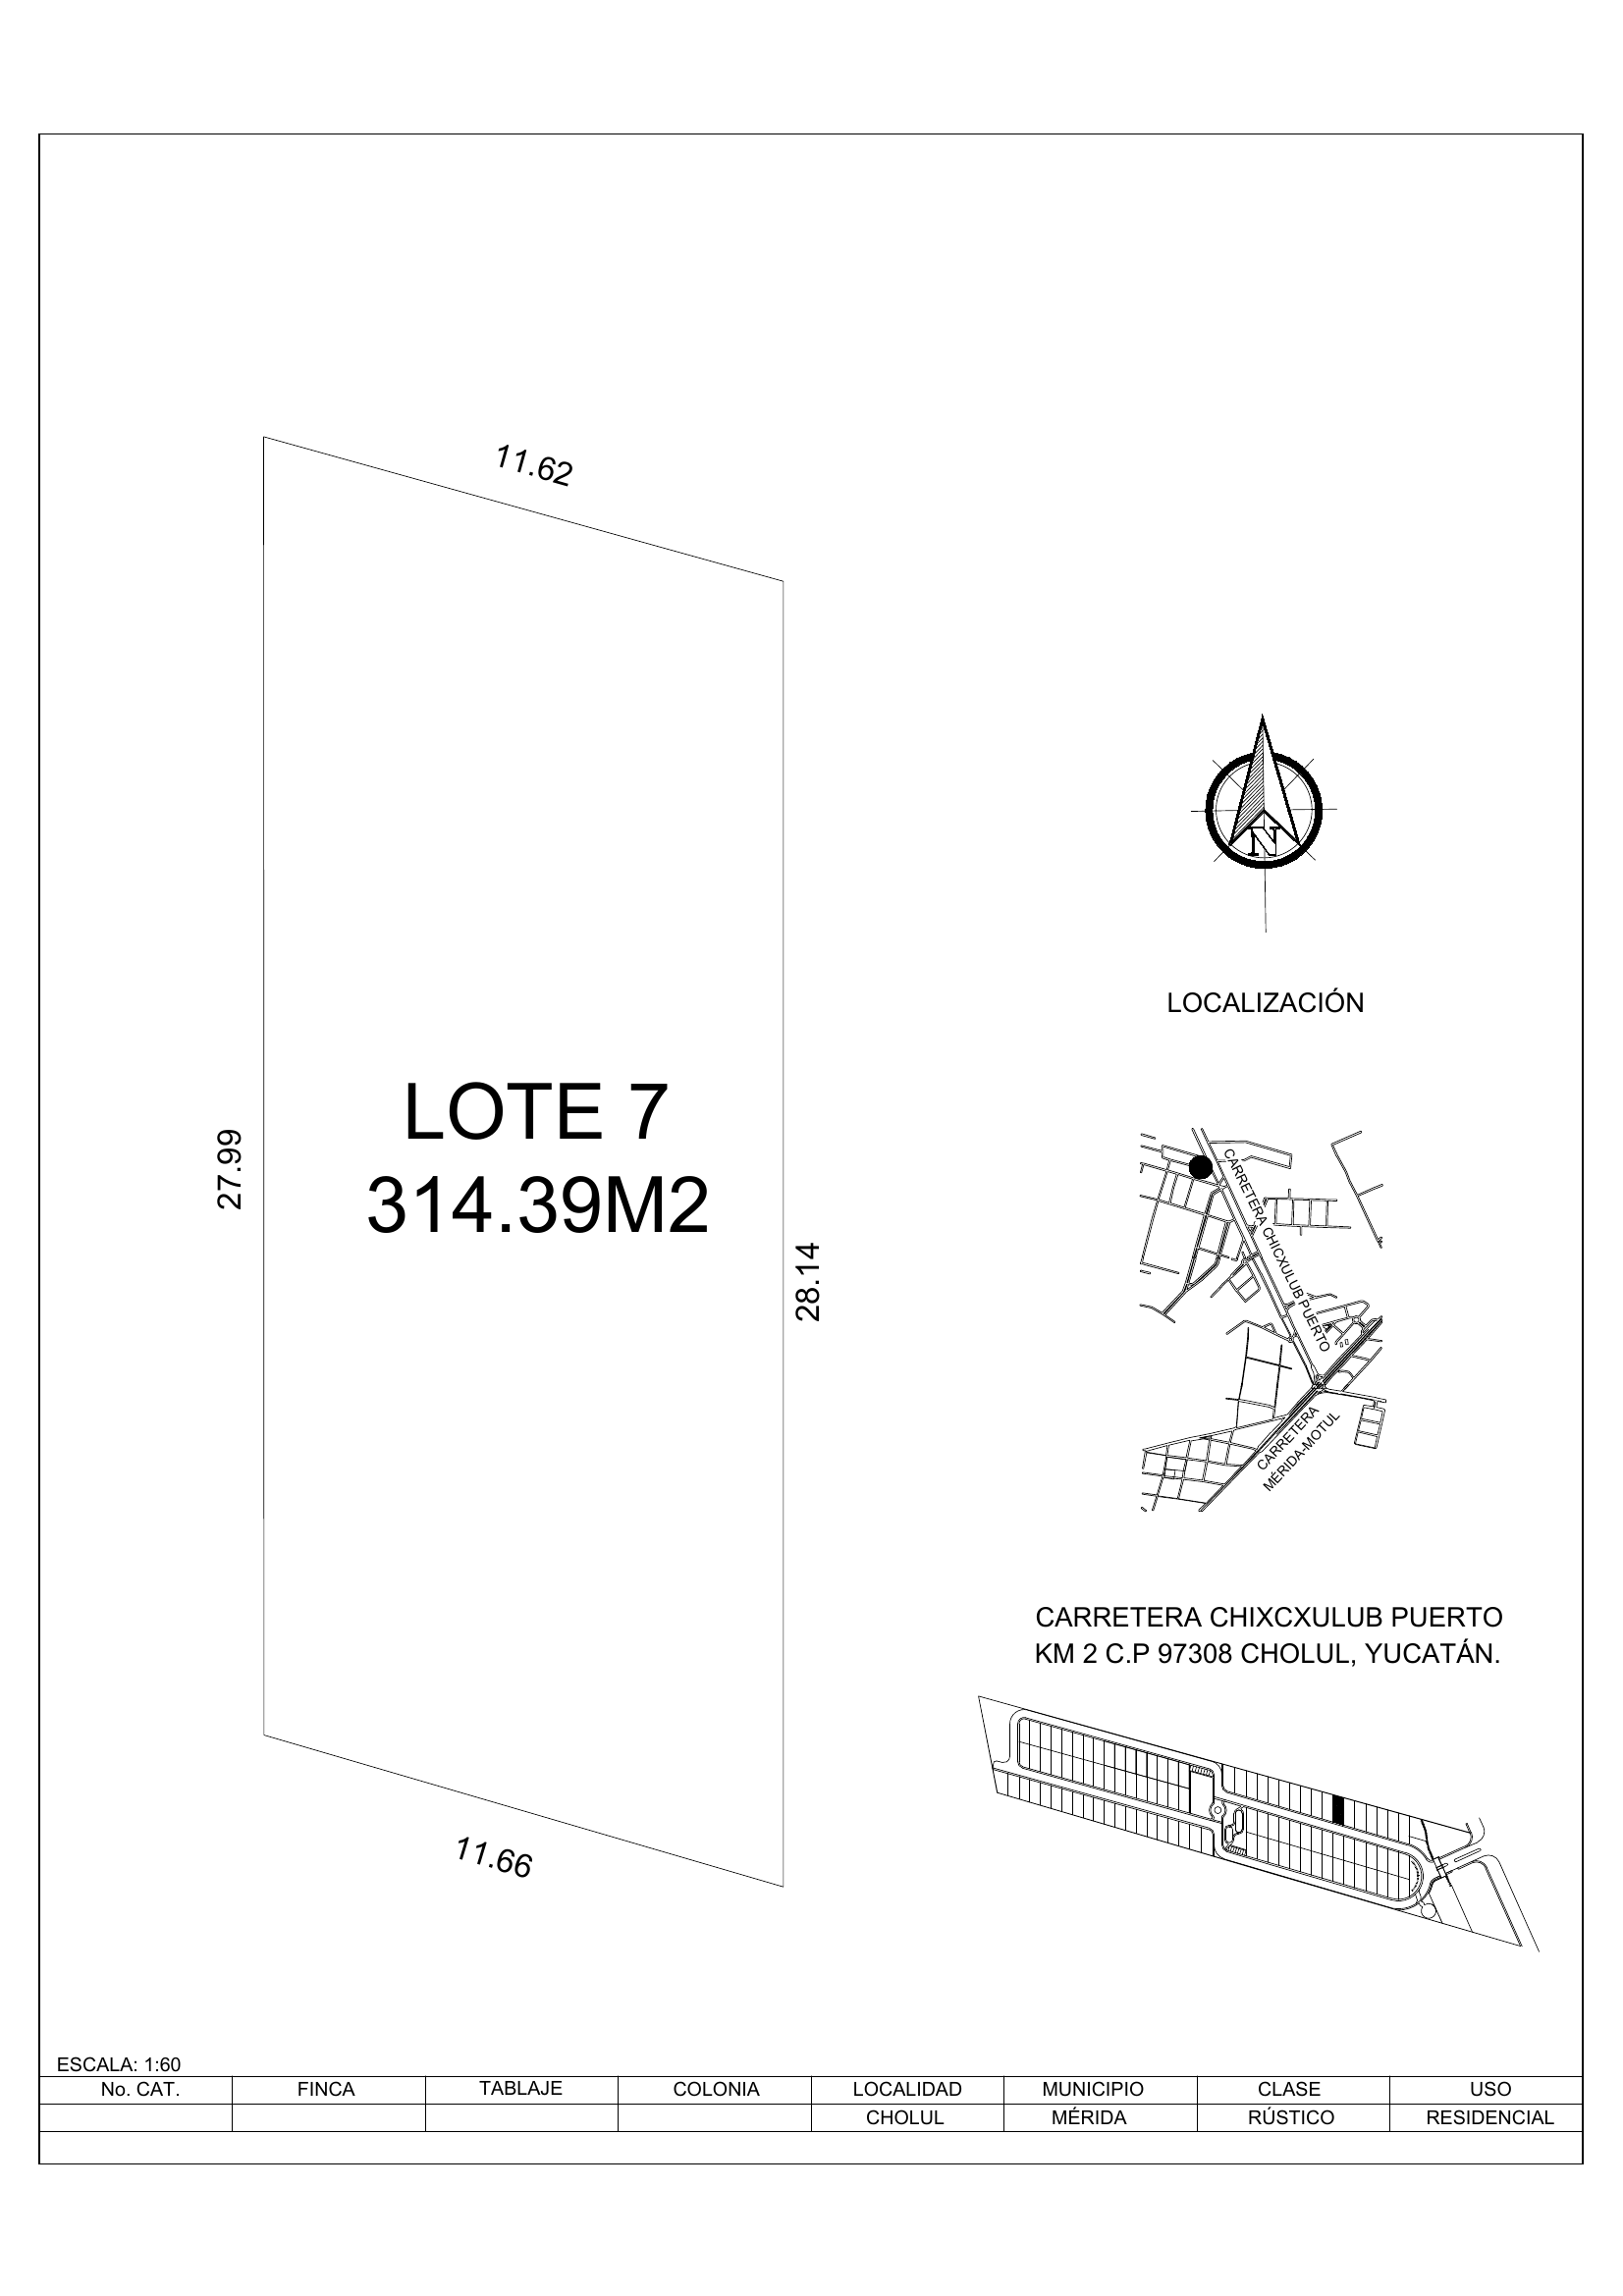 11.62
27.99
LOTE 7
314.39M2
28.14
11.66
N
LOCALIZACIÓN
CARRETERA CHICXULUB PUERTO
CARRETERA
MÉRIDA-MOTUL
CARRETERA CHIXCXULUB PUERTO
KM 2 C.P 97308 CHOLUL, YUCATÁN.
ESCALA: 1:60
No. CAT. FINCA TABLAJE COLONIA LOCALIDAD MUNICIPIO CLASE USO
CHOLUL MÉRIDA RÚSTICO RESIDENCIAL